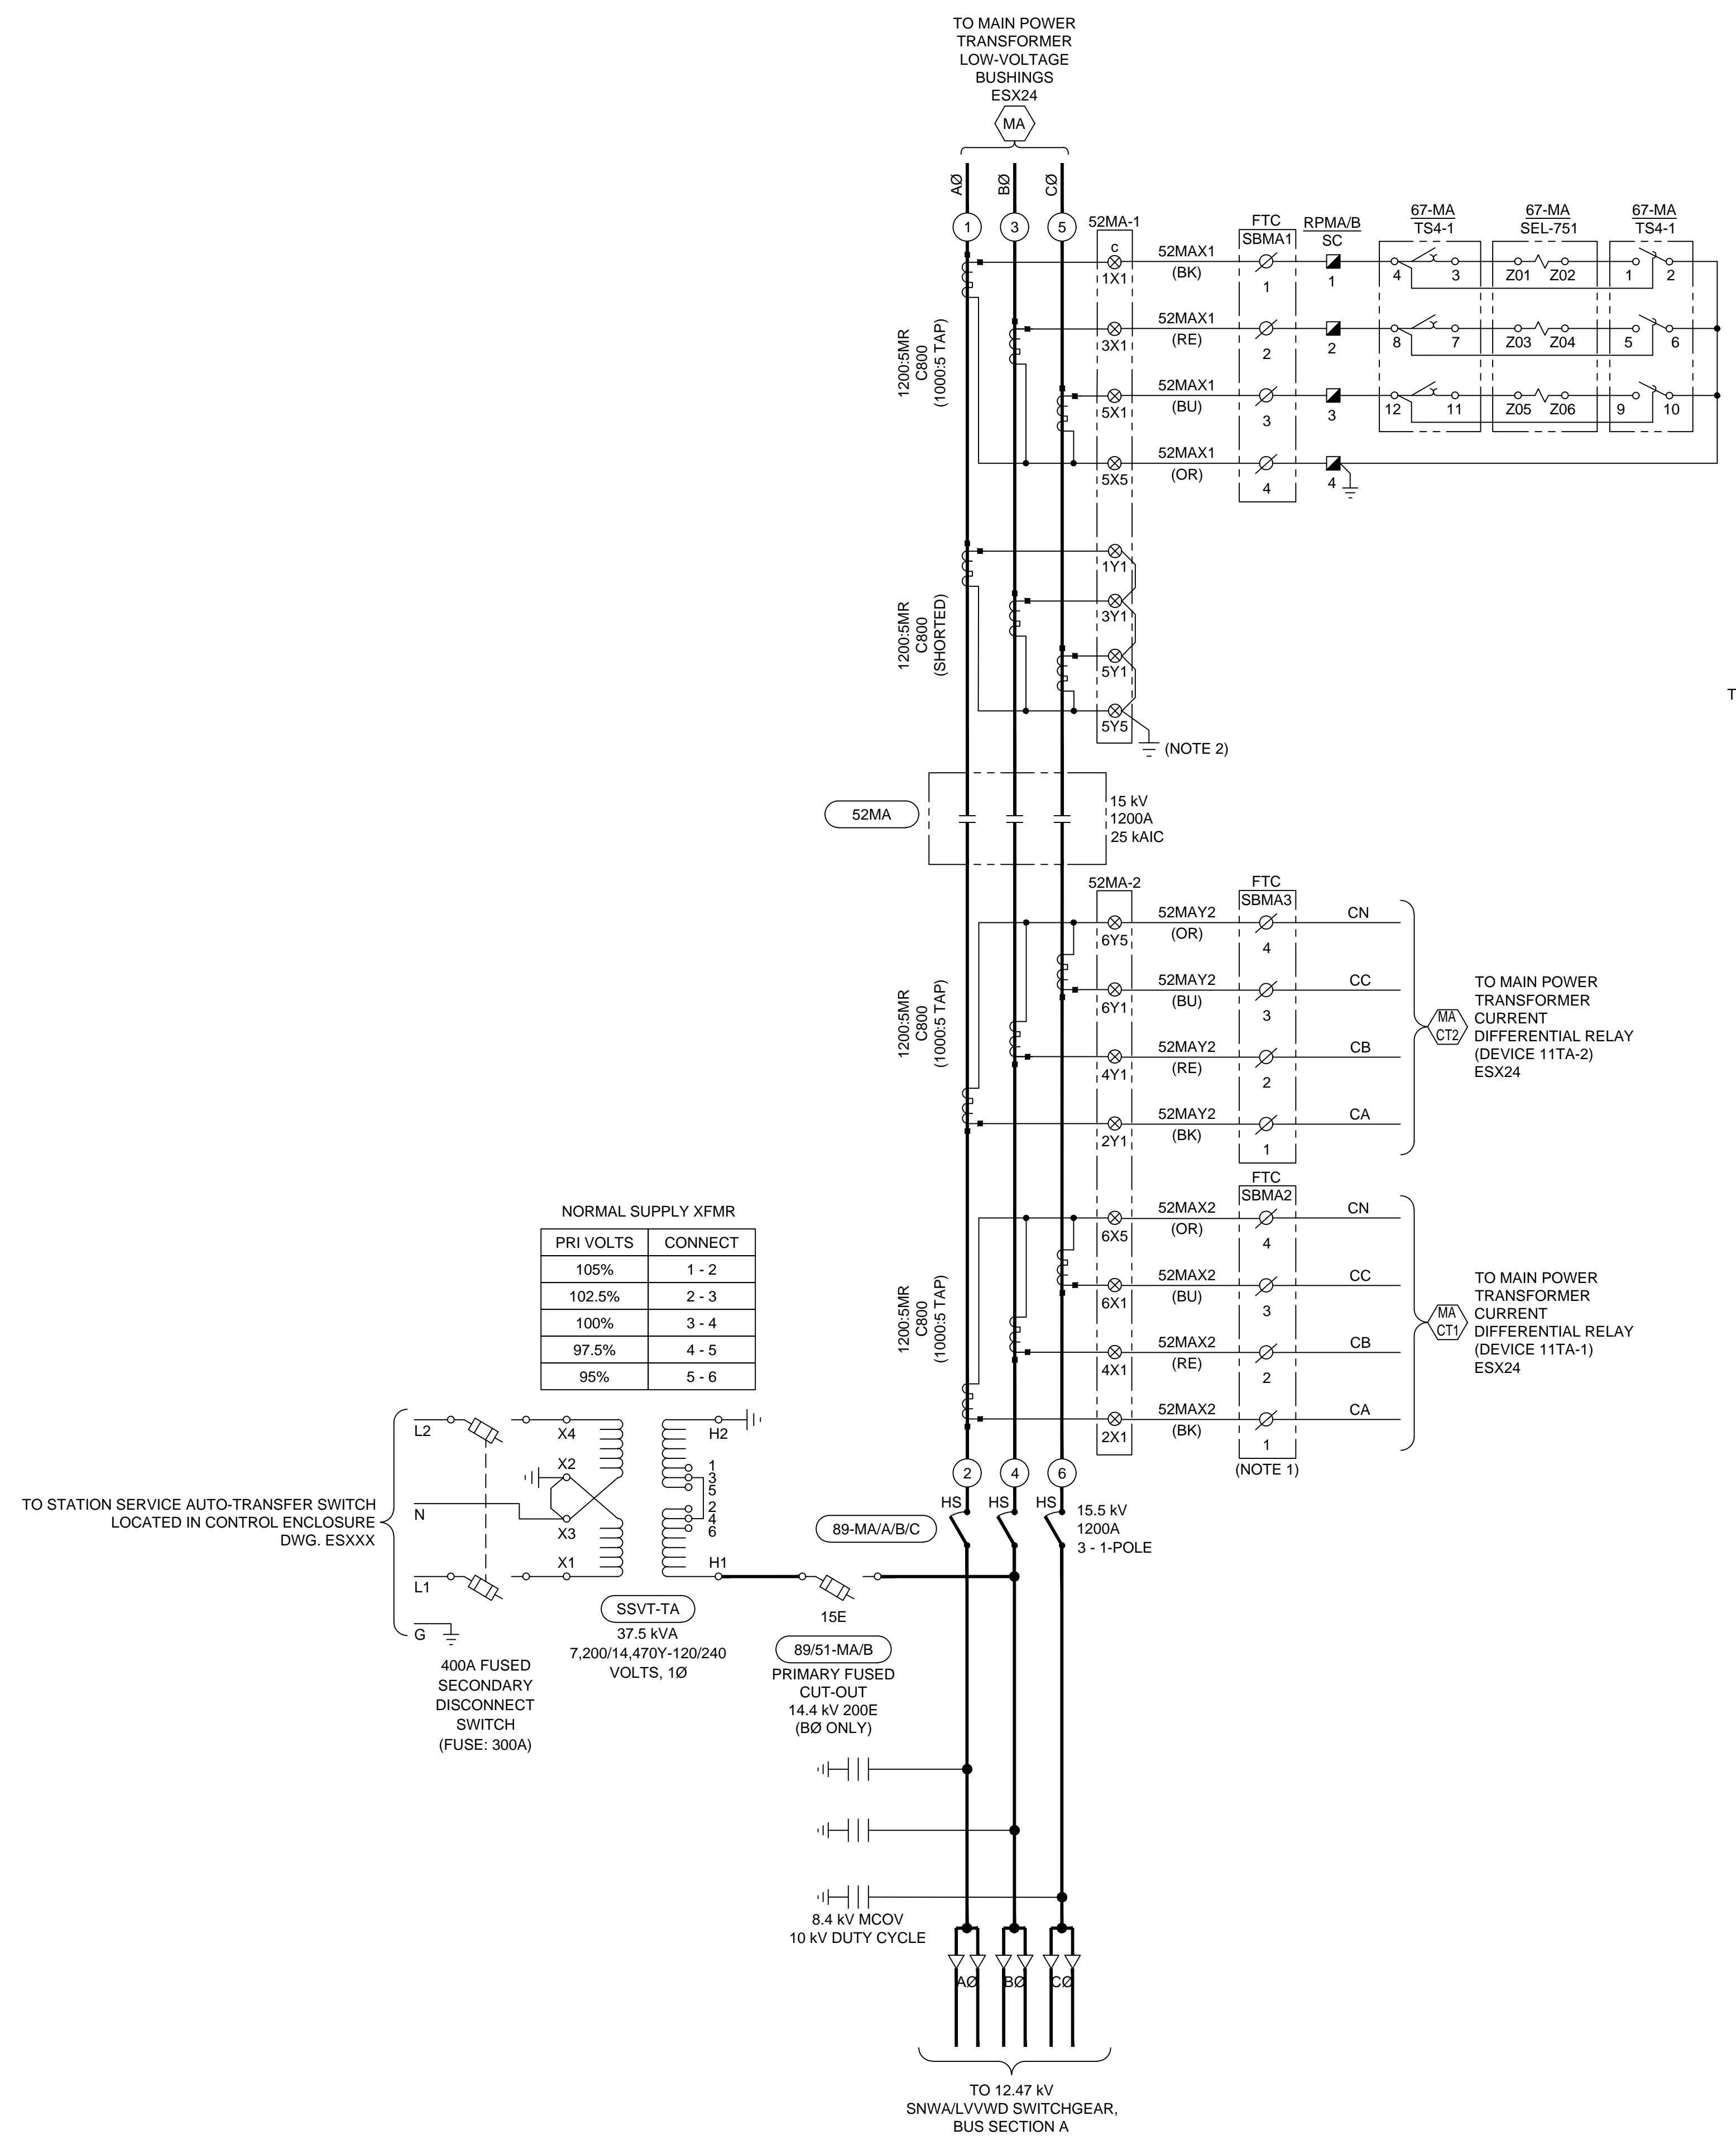 TO MAIN POWER
TRANSFORMER
LOW-VOLTAGE
BUSHINGS
ESX24
MA
AØ
BØ
CØ
1
3
5
52MA-1
FTC
SBMA1
RPMA/B
SC
67-MA
TS4-1
67-MA
SEL-751
67-MA
TS4-1
1200:5MR
C800
(1000:5 TAP)
C
1X1
52MAX1
(BK)
1
1
4
3
Z01
Z02
1
2
3X1
52MAX1
(RE)
2
2
8
7
Z03
Z04
5
6
5X1
52MAX1
(BU)
3
3
12
11
Z05
Z06
9
10
5X5
52MAX1
(OR)
4
4
1200:5MR
C800
(SHORTED)
1Y1
3Y1
5Y1
5Y5
(NOTE 2)
T
52MA
15 kV
1200A
25 kAIC
52MA-2
FTC
SBMA3
1200:5MR
C800
(1000:5 TAP)
6Y5
52MAY2
(OR)
4
CN
6Y1
52MAY2
(BU)
3
CC
4Y1
52MAY2
(RE)
2
CB
2Y1
52MAY2
(BK)
1
CA
MA
CT2
TO MAIN POWER
TRANSFORMER
CURRENT
DIFFERENTIAL RELAY
(DEVICE 11TA-2)
ESX24
FTC
SBMA2
1200:5MR
C800
(1000:5 TAP)
6X5
52MAX2
(OR)
4
CN
6X1
52MAX2
(BU)
3
CC
4X1
52MAX2
(RE)
2
CB
2X1
52MAX2
(BK)
1
CA
(NOTE 1)
MA
CT1
TO MAIN POWER
TRANSFORMER
CURRENT
DIFFERENTIAL RELAY
(DEVICE 11TA-1)
ESX24
NORMAL SUPPLY XFMR
PRI VOLTS CONNECT
105% 1 - 2
102.5% 2 - 3
100% 3 - 4
97.5% 4 - 5
95% 5 - 6
2
4
6
HS
HS
HS
89-MA/A/B/C
15.5 kV
1200A
3 - 1-POLE
TO STATION SERVICE AUTO-TRANSFER SWITCH
LOCATED IN CONTROL ENCLOSURE
DWG. ESXXX
L2
N
L1
G
X4
X2
X3
X1
H2
1
3
5
2
4
6
H1
400A FUSED
SECONDARY
DISCONNECT
SWITCH
(FUSE: 300A)
SSVT-TA
37.5 kVA
7,200/14,470Y-120/240
VOLTS, 1Ø
15E
89/51-MA/B
PRIMARY FUSED
CUT-OUT
14.4 kV 200E
(BØ ONLY)
8.4 kV MCOV
10 kV DUTY CYCLE
AØ
BØ
CØ
TO 12.47 kV
SNWA/LVVWD SWITCHGEAR,
BUS SECTION A